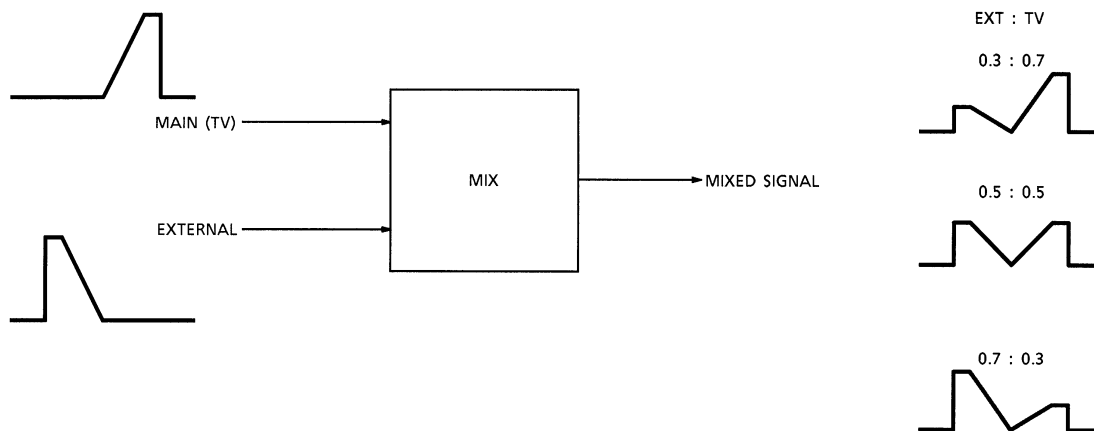 EXT : TV
0.3 : 0.7
MAIN (TV)
MIX
MIXED SIGNAL
0.5 : 0.5
EXTERNAL
0.7 : 0.3